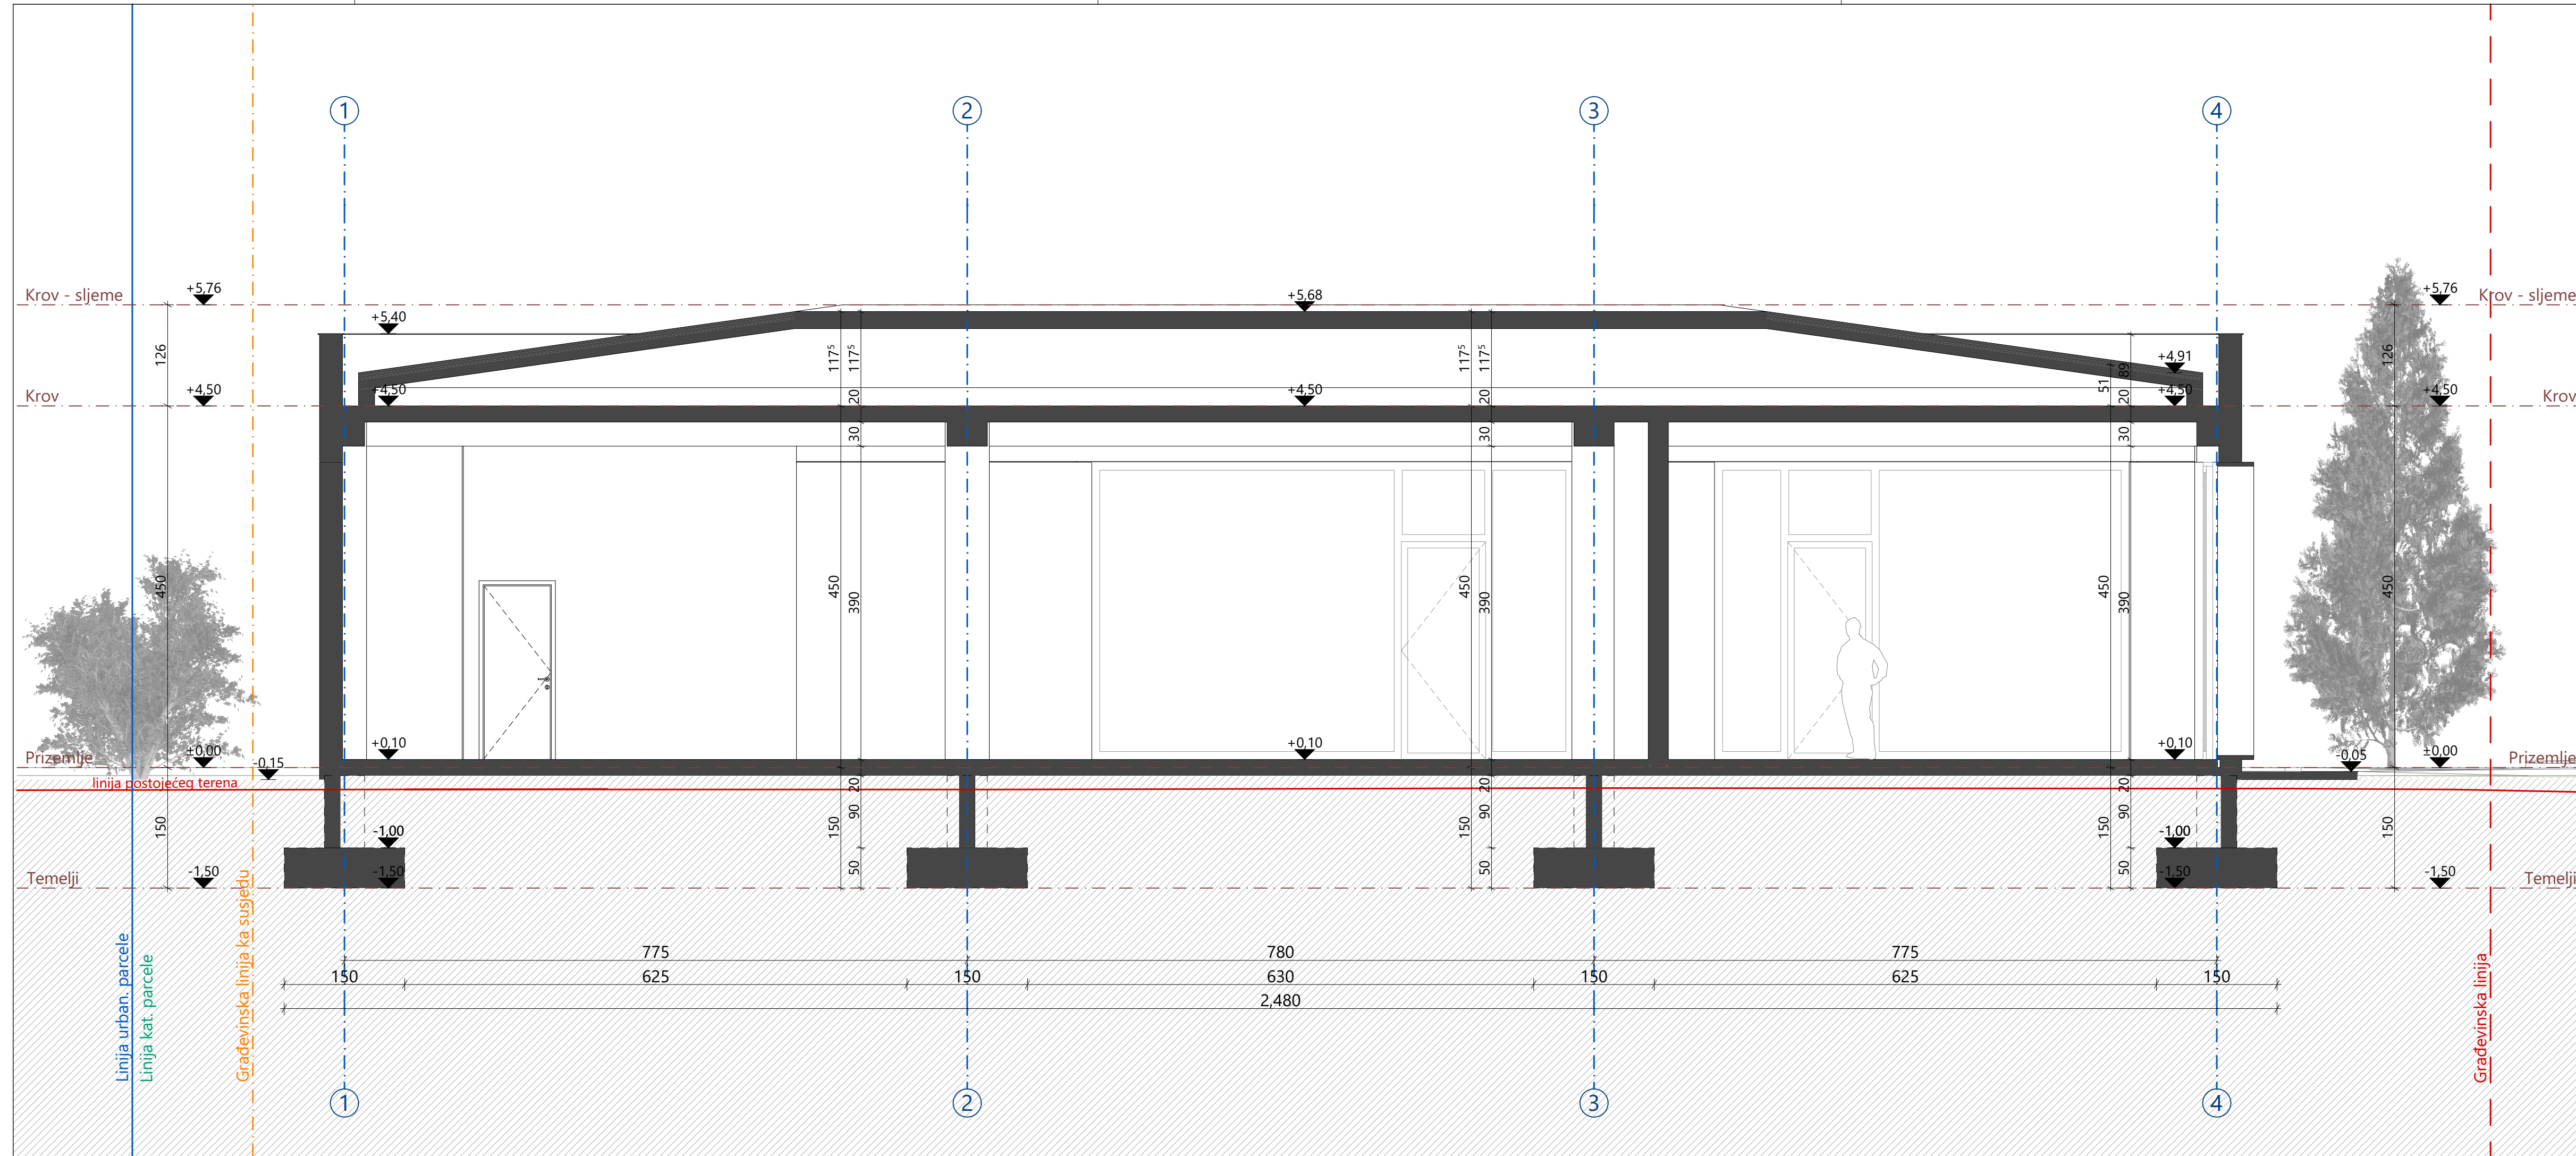 1 2 3 4
Krov - sljeme +5,76 +5,68 +5,76 Krov - sljeme
+5,40
126 117⁵ 117⁵ 117⁵ 117⁵ 51 89 +4,91 126
Krov +4,50 +4,50 20 +4,50 20 20 +4,50 +4,50 Krov
30 30 30
450 450 390 450 390 450 390 450
Prizemlje ±0,00 +0,10 +0,10 +0,10 -0,05 ±0,00 Prizemlje
-0,15
linija postojećeg terena
20 20 20
150 150 90 150 90 150 90 150
-1,00 -1,00
50 50 50
Temelji -1,50 -1,50 -1,50 -1,50 Temelji
775 780 775
150 625 150 630 150 625 150
2,480
Linija urban. parcele
Linija kat. parcele
Građevinska linija ka susjedu
Građevinska linija
1 2 3 4